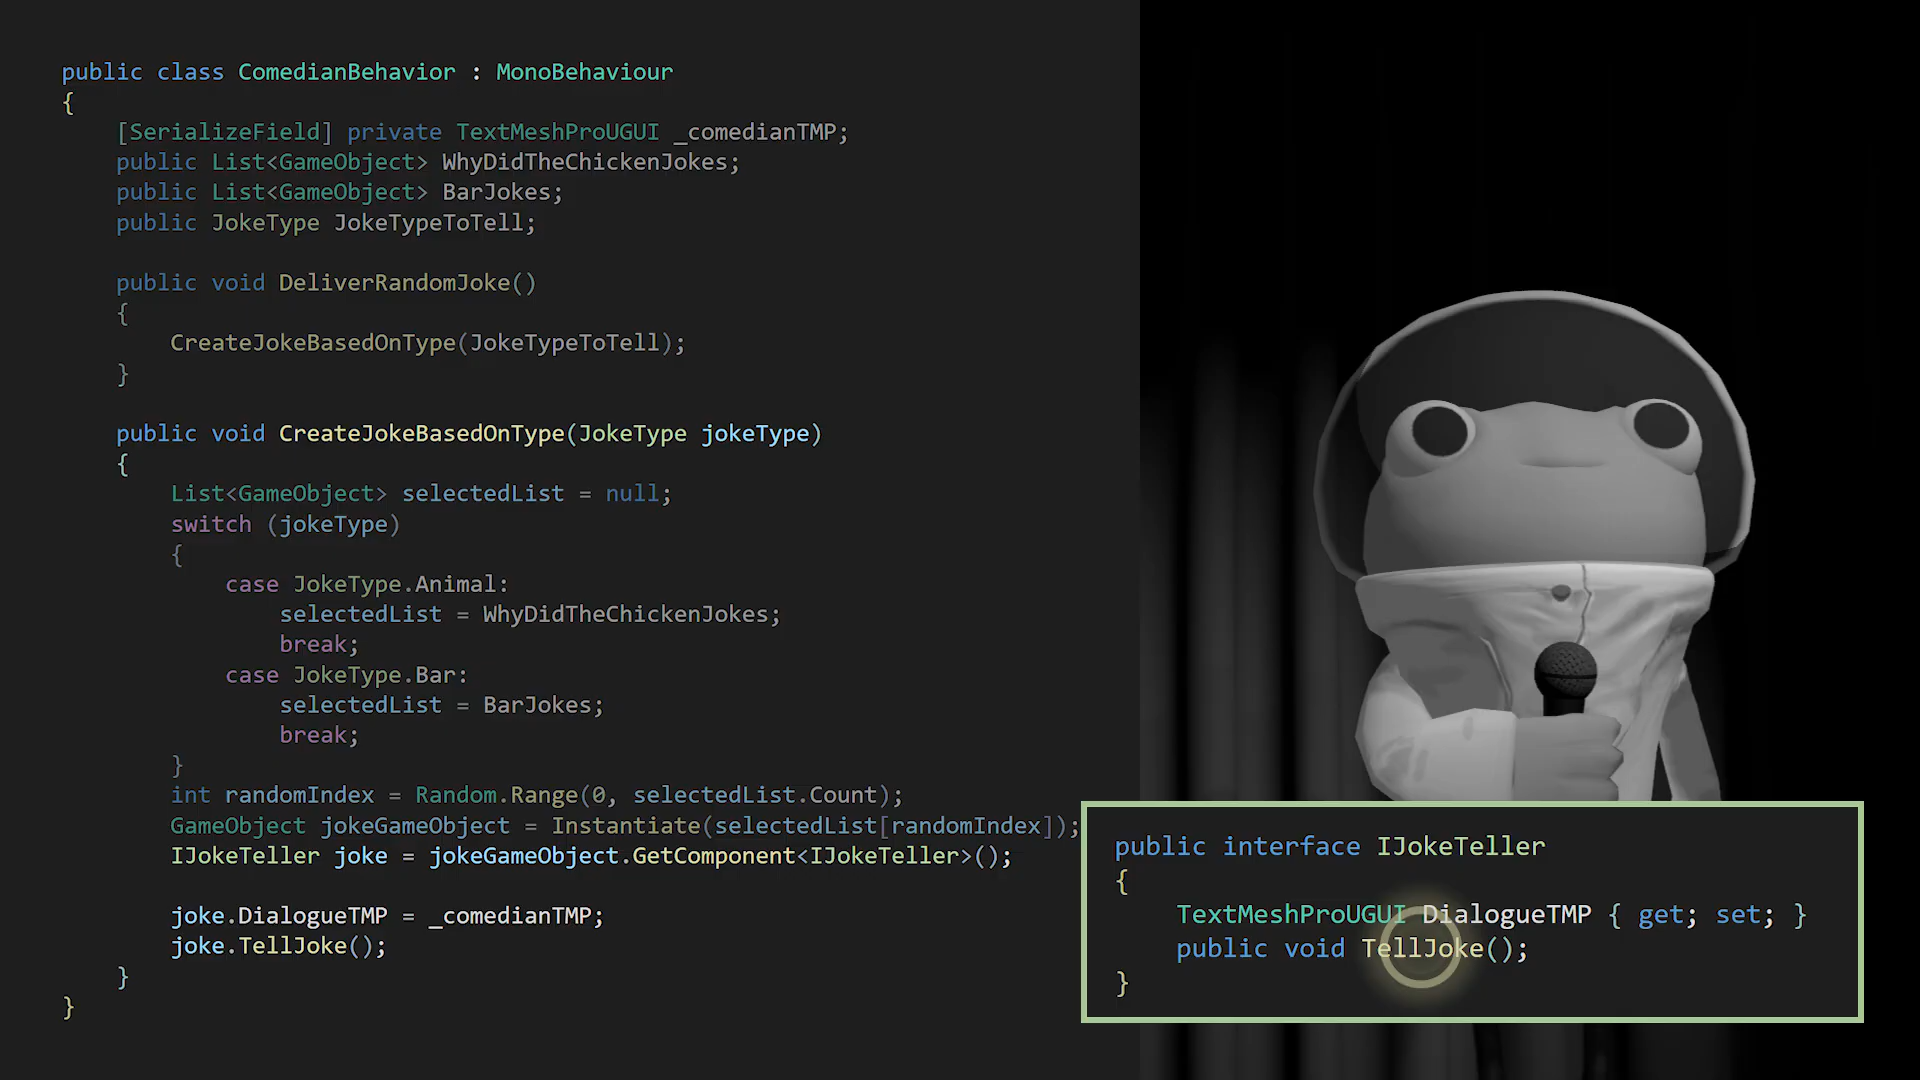 public class ComedianBehavior : MonoBehaviour
{
[SerializeField] private TextMeshProUGUI _comedianTMP;
public List<GameObject> WhyDidTheChickenJokes;
public List<GameObject> BarJokes;
public JokeType JokeTypeToTell;
public void DeliverRandomJoke()
{
CreateJokeBasedOnType(JokeTypeToTell);
}
public void CreateJokeBasedOnType(JokeType jokeType)
{
List<GameObject> selectedList = null;
switch (jokeType)
{
case JokeType.Animal:
selectedList = WhyDidTheChickenJokes;
break;
case JokeType.Bar:
selectedList = BarJokes;
break;
}
int randomIndex = Random.Range(0, selectedList.Count);
GameObject jokeGameObject = Instantiate(selectedList[randomIndex]);
IJokeTeller joke = jokeGameObject.GetComponent<IJokeTeller>();
joke.DialogueTMP = _comedianTMP;
joke.TellJoke();
}
}
public interface IJokeTeller
{
TextMeshProUGUI DialogueTMP { get; set; }
public void TellJoke();
}